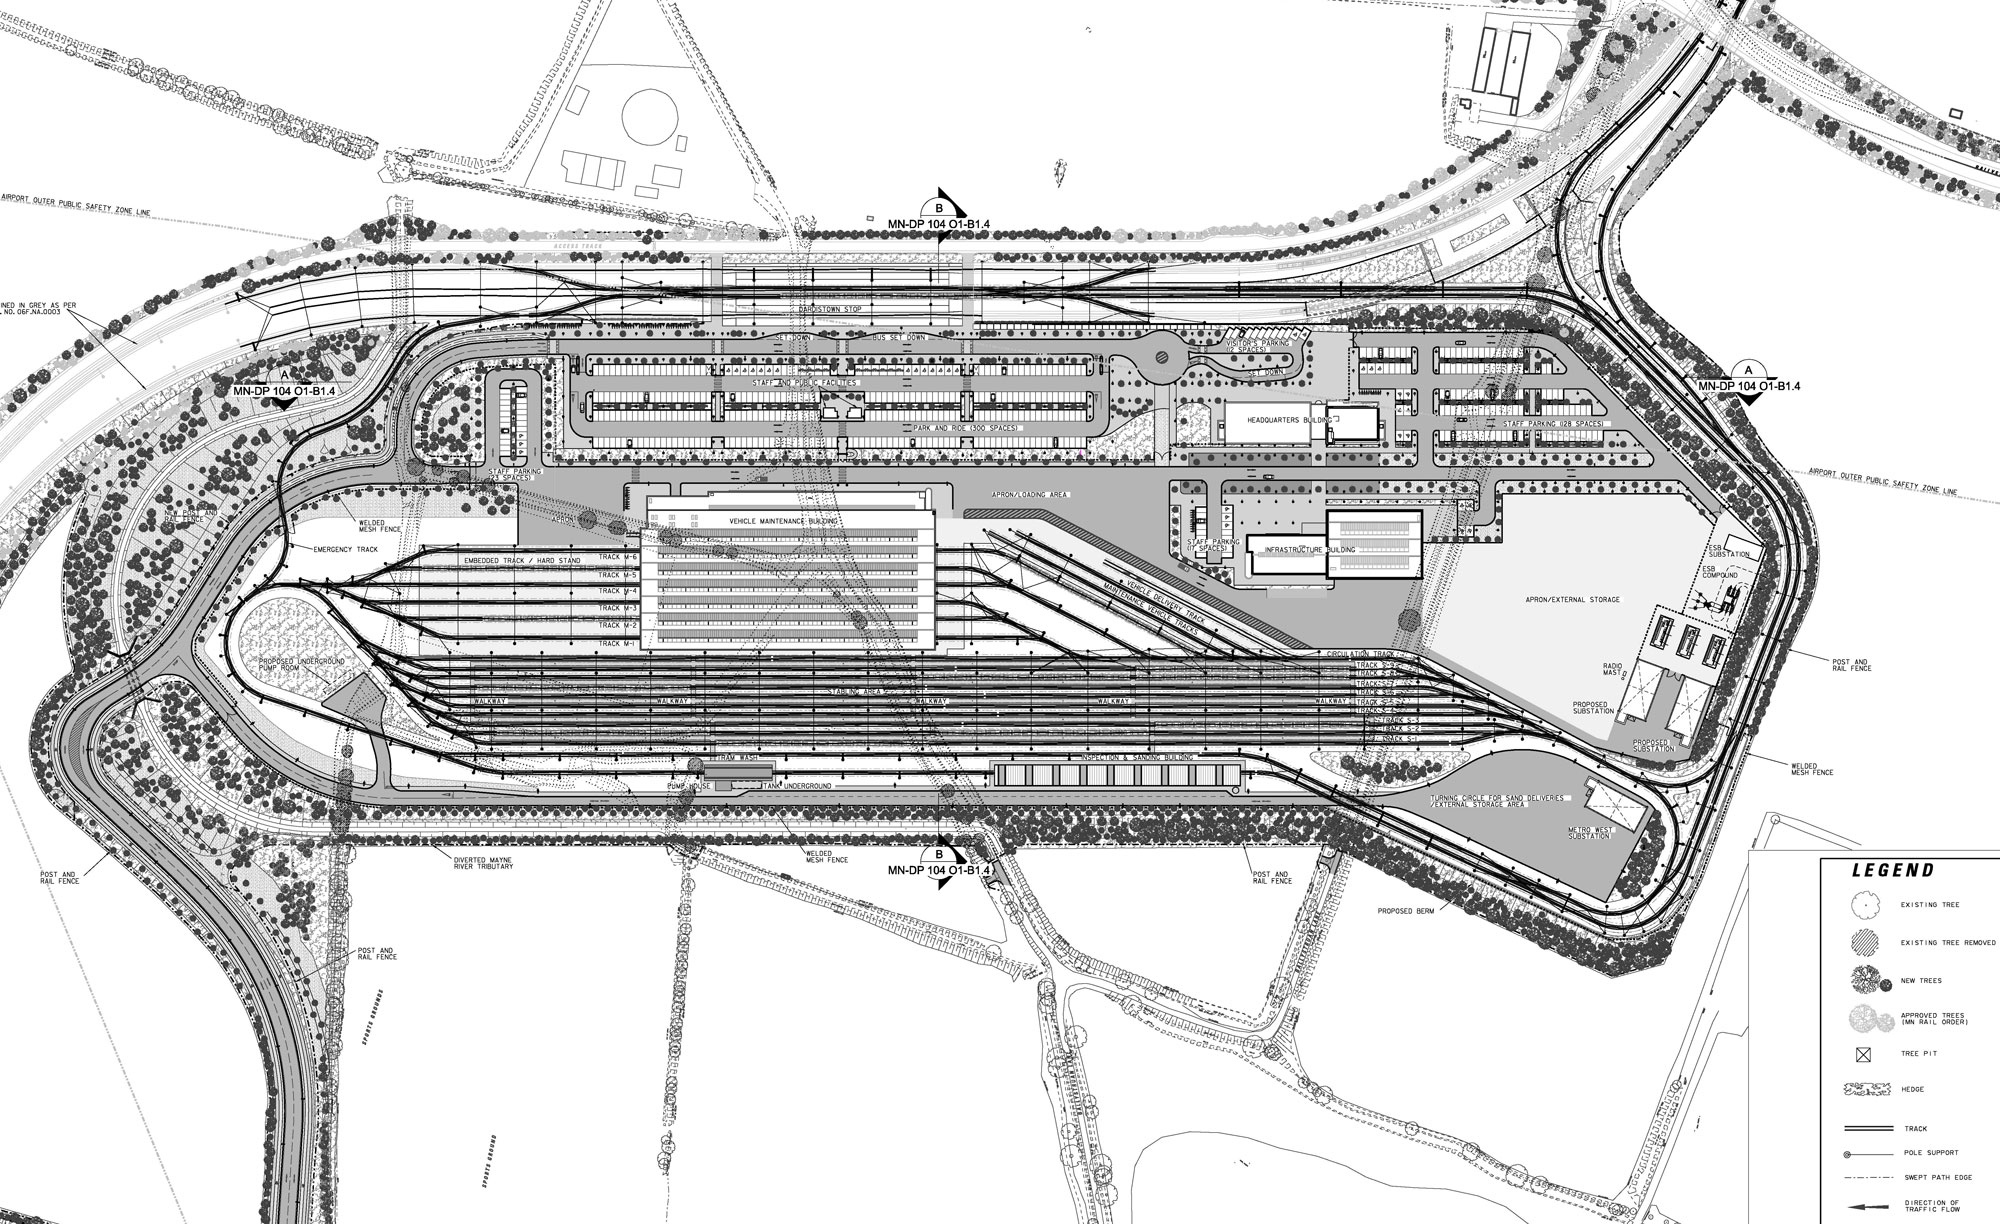 AIRPORT OUTER PUBLIC SAFETY ZONE LINE
B
MN-DP 104 O1-B1.4
ACCESS TRACK
INED IN GREY AS PER
. NO. 06F.NA.0003
DARDISTOWN STOP
SET DOWN
BUS SET DOWN
VISITOR'S PARKING
(12 SPACES)
SET DOWN
A
MN-DP 104 O1-B1.4
A
MN-DP 104 O1-B1.4
STAFF AND PUBLIC FACILITIES
PARK AND RIDE (300 SPACES)
HEADQUARTERS BUILDING
STAFF PARKING (128 SPACES)
AIRPORT OUTER PUBLIC SAFETY ZONE LINE
STAFF PARKING
(23 SPACES)
APRON/LOADING AREA
NEW POST AND
RAIL FENCE
WELDED
MESH FENCE
APRON
VEHICLE MAINTENANCE BUILDING
EMERGENCY TRACK
EMBEDDED TRACK / HARD STAND
TRACK M-6
TRACK M-5
TRACK M-4
TRACK M-3
TRACK M-2
TRACK M-1
STAFF PARKING
(17 SPACES)
INFRASTRUCTURE BUILDING
ESB
SUBSTATION
ESB
COMPOUND
VEHICLE DELIVERY TRACK
MAINTENANCE VEHICLE TRACKS
APRON/EXTERNAL STORAGE
CIRCULATION TRACK
TRACK S-9
TRACK S-8
TRACK S-7
TRACK S-6
TRACK S-5
TRACK S-4
TRACK S-3
TRACK S-2
TRACK S-1
PROPOSED UNDERGROUND
PUMP ROOM
STABLING AREA
WALKWAY
WALKWAY
WALKWAY
WALKWAY
WALKWAY
RADIO
MAST
POST AND
RAIL FENCE
PROPOSED
SUBSTATION
PROPOSED
SUBSTATION
WELDED
MESH FENCE
TRAM WASH
INSPECTION & SANDING BUILDING
PUMP HOUSE
TANK UNDERGROUND
TURNING CIRCLE FOR SAND DELIVERIES
/EXTERNAL STORAGE AREA
METRO WEST
SUBSTATION
POST AND
RAIL FENCE
DIVERTED MAYNE
RIVER TRIBUTARY
WELDED
MESH FENCE
B
MN-DP 104 O1-B1.4
POST AND
RAIL FENCE
PROPOSED BERM
POST AND
RAIL FENCE
SPORTS GROUNDS
SPORTS GROUND
BALLYSTRUAN LANE
LEGEND
EXISTING TREE
EXISTING TREE REMOVED
NEW TREES
APPROVED TREES
(MN RAIL ORDER)
TREE PIT
HEDGE
TRACK
POLE SUPPORT
SWEPT PATH EDGE
DIRECTION OF
TRAFFIC FLOW